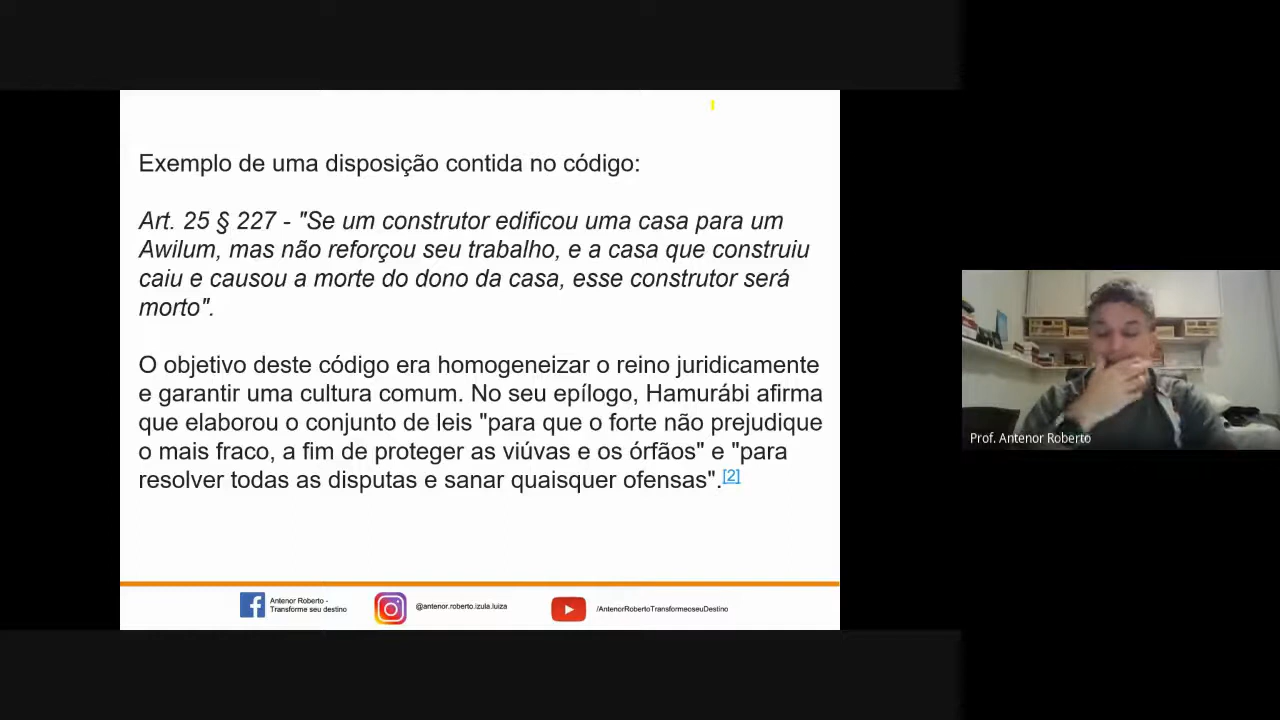 Exemplo de uma disposição contida no código:
Art. 25 § 227 - "Se um construtor edificou uma casa para um
Awilum, mas não reforçou seu trabalho, e a casa que construiu
caiu e causou a morte do dono da casa, esse construtor será
morto".
O objetivo deste código era homogeneizar o reino juridicamente
e garantir uma cultura comum. No seu epílogo, Hamurábi afirma
que elaborou o conjunto de leis "para que o forte não prejudique
o mais fraco, a fim de proteger as viúvas e os órfãos" e "para
resolver todas as disputas e sanar quaisquer ofensas".[2]
Antenor Roberto -
Transforme seu destino
@antenor.roberto.izula.luiza
/AntenorRobertoTransformeoseuDestino
Prof. Antenor Roberto